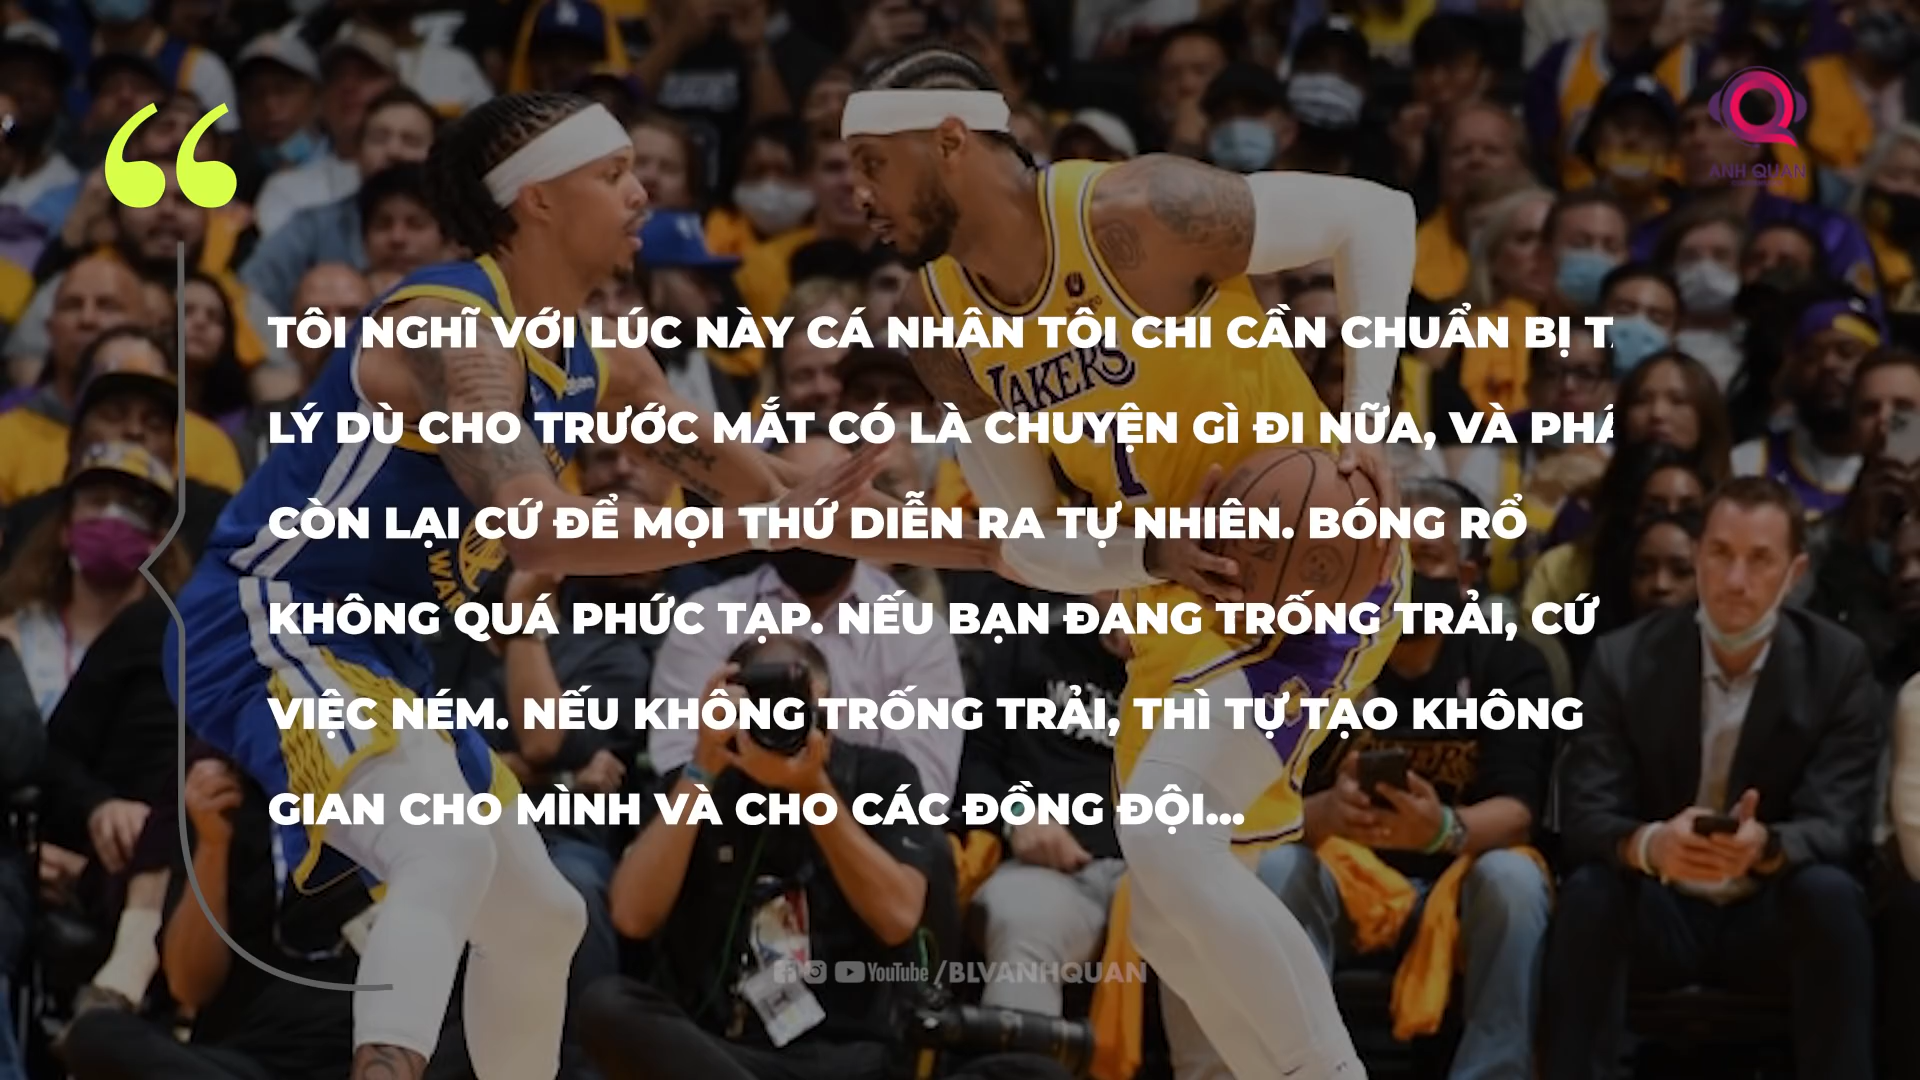 ANH QUAN
TÔI NGHĨ VỚI LÚC NÀY CÁ NHÂN TÔI CHI CẦN CHUẨN BỊ
LÝ DÙ CHO TRƯỚC MẮT CÓ LÀ CHUYỆN GÌ ĐI NỮA, VÀ
CÒN LẠI CỨ ĐỂ MỌI THỨ DIỄN RA TỰ NHIÊN. BÓNG RỔ
KHÔNG QUÁ PHỨC TẠP. NẾU BẠN ĐANG TRỐNG TRẢI, CỨ
VIỆC NÉM. NẾU KHÔNG TRỐNG TRẢI, THÌ TỰ TẠO KHÔNG
GIAN CHO MÌNH VÀ CHO CÁC ĐỒNG ĐỘI...
LAKERS
7
YouTube /BLVANHQUAN